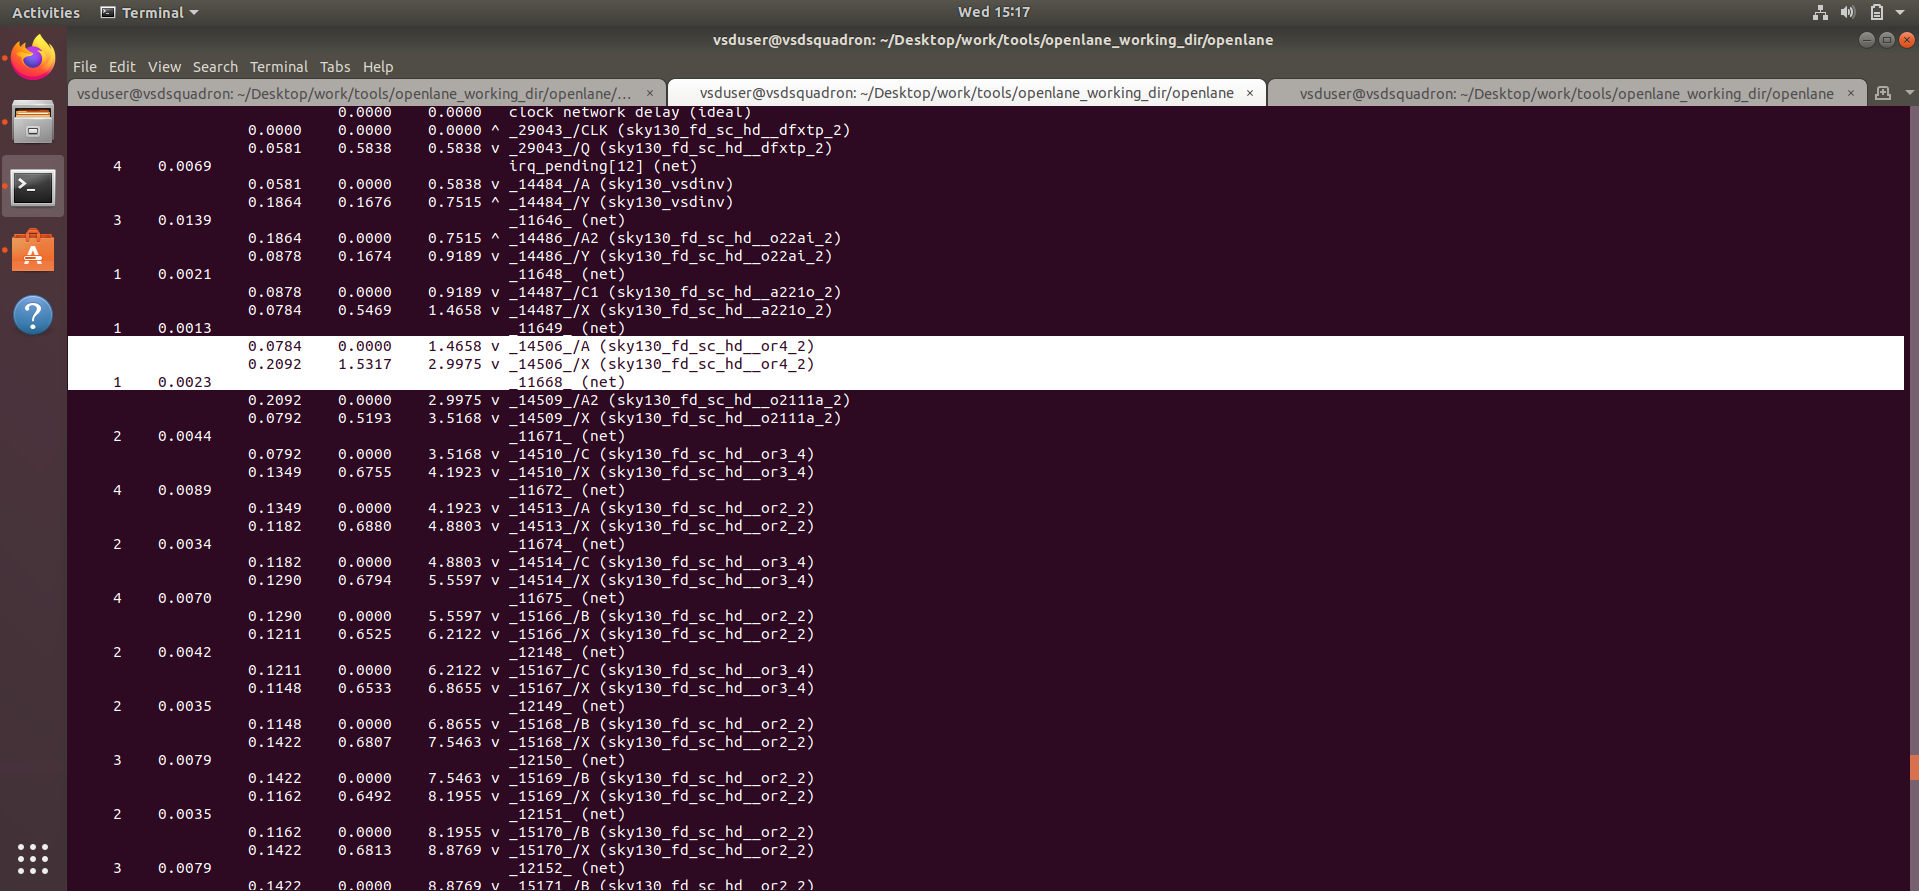 Activities Terminal Wed 15:17
vsduser@vsdsquadron: ~/Desktop/work/tools/openlane_working_dir/openlane
File Edit View Search Terminal Tabs Help
vsduser@vsdsquadron: ~/Desktop/work/tools/openlane_working_dir/openlane/... × vsduser@vsdsquadron: ~/Desktop/work/tools/openlane_working_dir/openlane × vsduser@vsdsquadron: ~/Desktop/work/tools/openlane_working_dir/openlane ×
0.0000 0.0000 clock network delay (ideal)
0.0000 0.0000 0.0000 ^ _29043_/CLK (sky130_fd_sc_hd__dfxtp_2)
0.0581 0.5838 0.5838 v _29043_/Q (sky130_fd_sc_hd__dfxtp_2)
4 0.0069 irq_pending[12] (net)
0.0581 0.0000 0.5838 v _14484_/A (sky130_vsdinv)
0.1864 0.1676 0.7515 ^ _14484_/Y (sky130_vsdinv)
3 0.0139 _11646_ (net)
0.1864 0.0000 0.7515 ^ _14486_/A2 (sky130_fd_sc_hd__o22ai_2)
0.0878 0.1674 0.9189 v _14486_/Y (sky130_fd_sc_hd__o22ai_2)
1 0.0021 _11648_ (net)
0.0878 0.0000 0.9189 v _14487_/C1 (sky130_fd_sc_hd__a221o_2)
0.0784 0.5469 1.4658 v _14487_/X (sky130_fd_sc_hd__a221o_2)
1 0.0013 _11649_ (net)
0.0784 0.0000 1.4658 v _14506_/A (sky130_fd_sc_hd__or4_2)
0.2092 1.5317 2.9975 v _14506_/X (sky130_fd_sc_hd__or4_2)
1 0.0023 _11668_ (net)
0.2092 0.0000 2.9975 v _14509_/A2 (sky130_fd_sc_hd__o2111a_2)
0.0792 0.5193 3.5168 v _14509_/X (sky130_fd_sc_hd__o2111a_2)
2 0.0044 _11671_ (net)
0.0792 0.0000 3.5168 v _14510_/C (sky130_fd_sc_hd__or3_4)
0.1349 0.6755 4.1923 v _14510_/X (sky130_fd_sc_hd__or3_4)
4 0.0089 _11672_ (net)
0.1349 0.0000 4.1923 v _14513_/A (sky130_fd_sc_hd__or2_2)
0.1182 0.6880 4.8803 v _14513_/X (sky130_fd_sc_hd__or2_2)
2 0.0034 _11674_ (net)
0.1182 0.0000 4.8803 v _14514_/C (sky130_fd_sc_hd__or3_4)
0.1290 0.6794 5.5597 v _14514_/X (sky130_fd_sc_hd__or3_4)
4 0.0070 _11675_ (net)
0.1290 0.0000 5.5597 v _15166_/B (sky130_fd_sc_hd__or2_2)
0.1211 0.6525 6.2122 v _15166_/X (sky130_fd_sc_hd__or2_2)
2 0.0042 _12148_ (net)
0.1211 0.0000 6.2122 v _15167_/C (sky130_fd_sc_hd__or3_4)
0.1148 0.6533 6.8655 v _15167_/X (sky130_fd_sc_hd__or3_4)
2 0.0035 _12149_ (net)
0.1148 0.0000 6.8655 v _15168_/B (sky130_fd_sc_hd__or2_2)
0.1422 0.6807 7.5463 v _15168_/X (sky130_fd_sc_hd__or2_2)
3 0.0079 _12150_ (net)
0.1422 0.0000 7.5463 v _15169_/B (sky130_fd_sc_hd__or2_2)
0.1162 0.6492 8.1955 v _15169_/X (sky130_fd_sc_hd__or2_2)
2 0.0035 _12151_ (net)
0.1162 0.0000 8.1955 v _15170_/B (sky130_fd_sc_hd__or2_2)
0.1422 0.6813 8.8769 v _15170_/X (sky130_fd_sc_hd__or2_2)
3 0.0079 _12152_ (net)
0.1422 0.0000 8.8769 v _15171_/B (sky130_fd_sc_hd__or2_2)